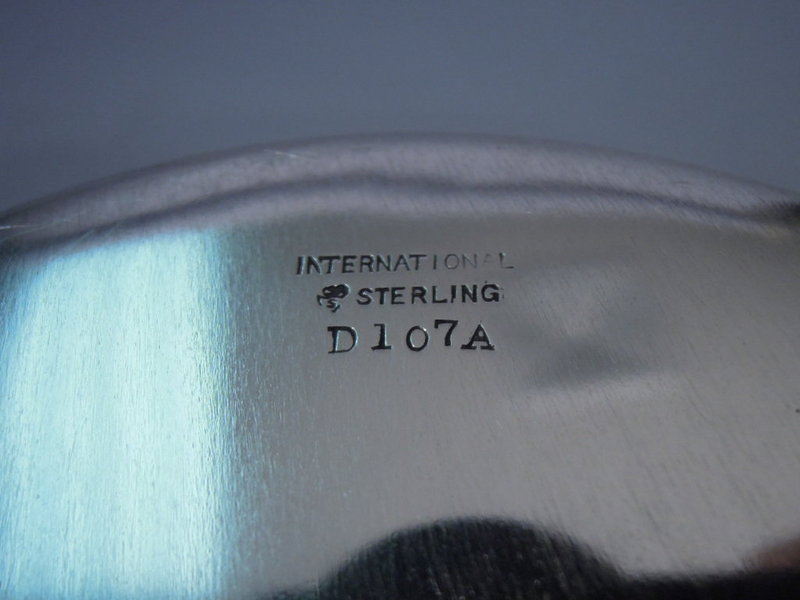 INTERNATIONAL
S STERLING
D107A